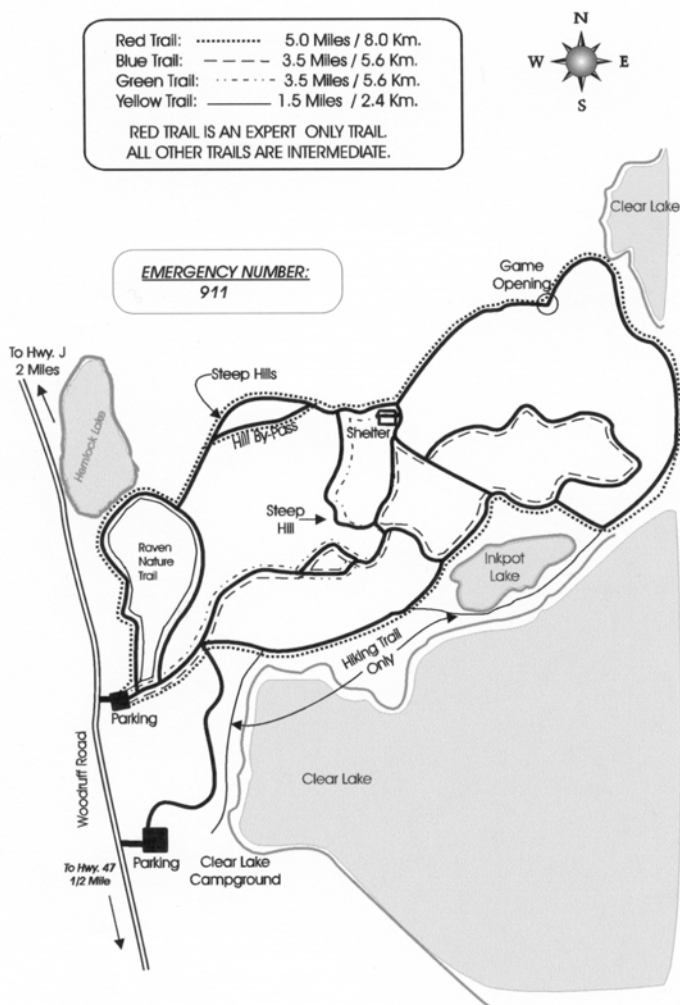 Red Trail: 5.0 Miles / 8.0 Km.
Blue Trail: 3.5 Miles / 5.6 Km.
Green Trail: 3.5 Miles / 5.6 Km.
Yellow Trail: 1.5 Miles / 2.4 Km.
RED TRAIL IS AN EXPERT ONLY TRAIL.
ALL OTHER TRAILS ARE INTERMEDIATE.
N
W E
S
Clear Lake
EMERGENCY NUMBER:
911
Game
Opening
To Hwy. J
2 Miles
Steep Hills
Hemlock Lake
Hill By-Pass
Shelter
Steep
Hill
Raven
Nature
Trail
Inkpot
Lake
Hiking Trail
Only
Parking
Woodruff Road
Clear Lake
Parking
To Hwy. 47
1/2 Mile
Clear Lake
Campground